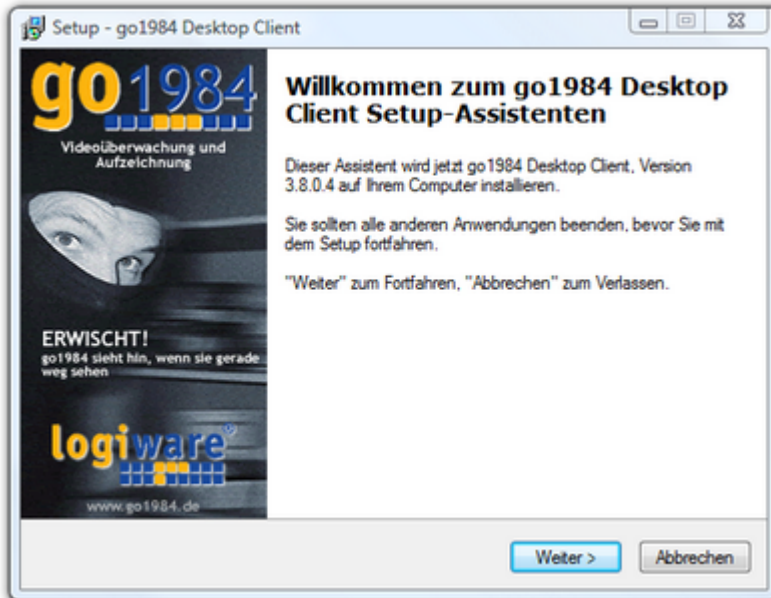 Setup - go1984 Desktop Client
go1984
Videoüberwachung und
Aufzeichnung
ERWISCHT!
go1984 sieht hin, wenn sie gerade
weg sehen
logiware®
www.go1984.de
Willkommen zum go1984 Desktop
Client Setup-Assistenten
Dieser Assistent wird jetzt go1984 Desktop Client, Version
3.8.0.4 auf Ihrem Computer installieren.
Sie sollten alle anderen Anwendungen beenden, bevor Sie mit
dem Setup fortfahren.
"Weiter" zum Fortfahren, "Abbrechen" zum Verlassen.
Weiter >
Abbrechen